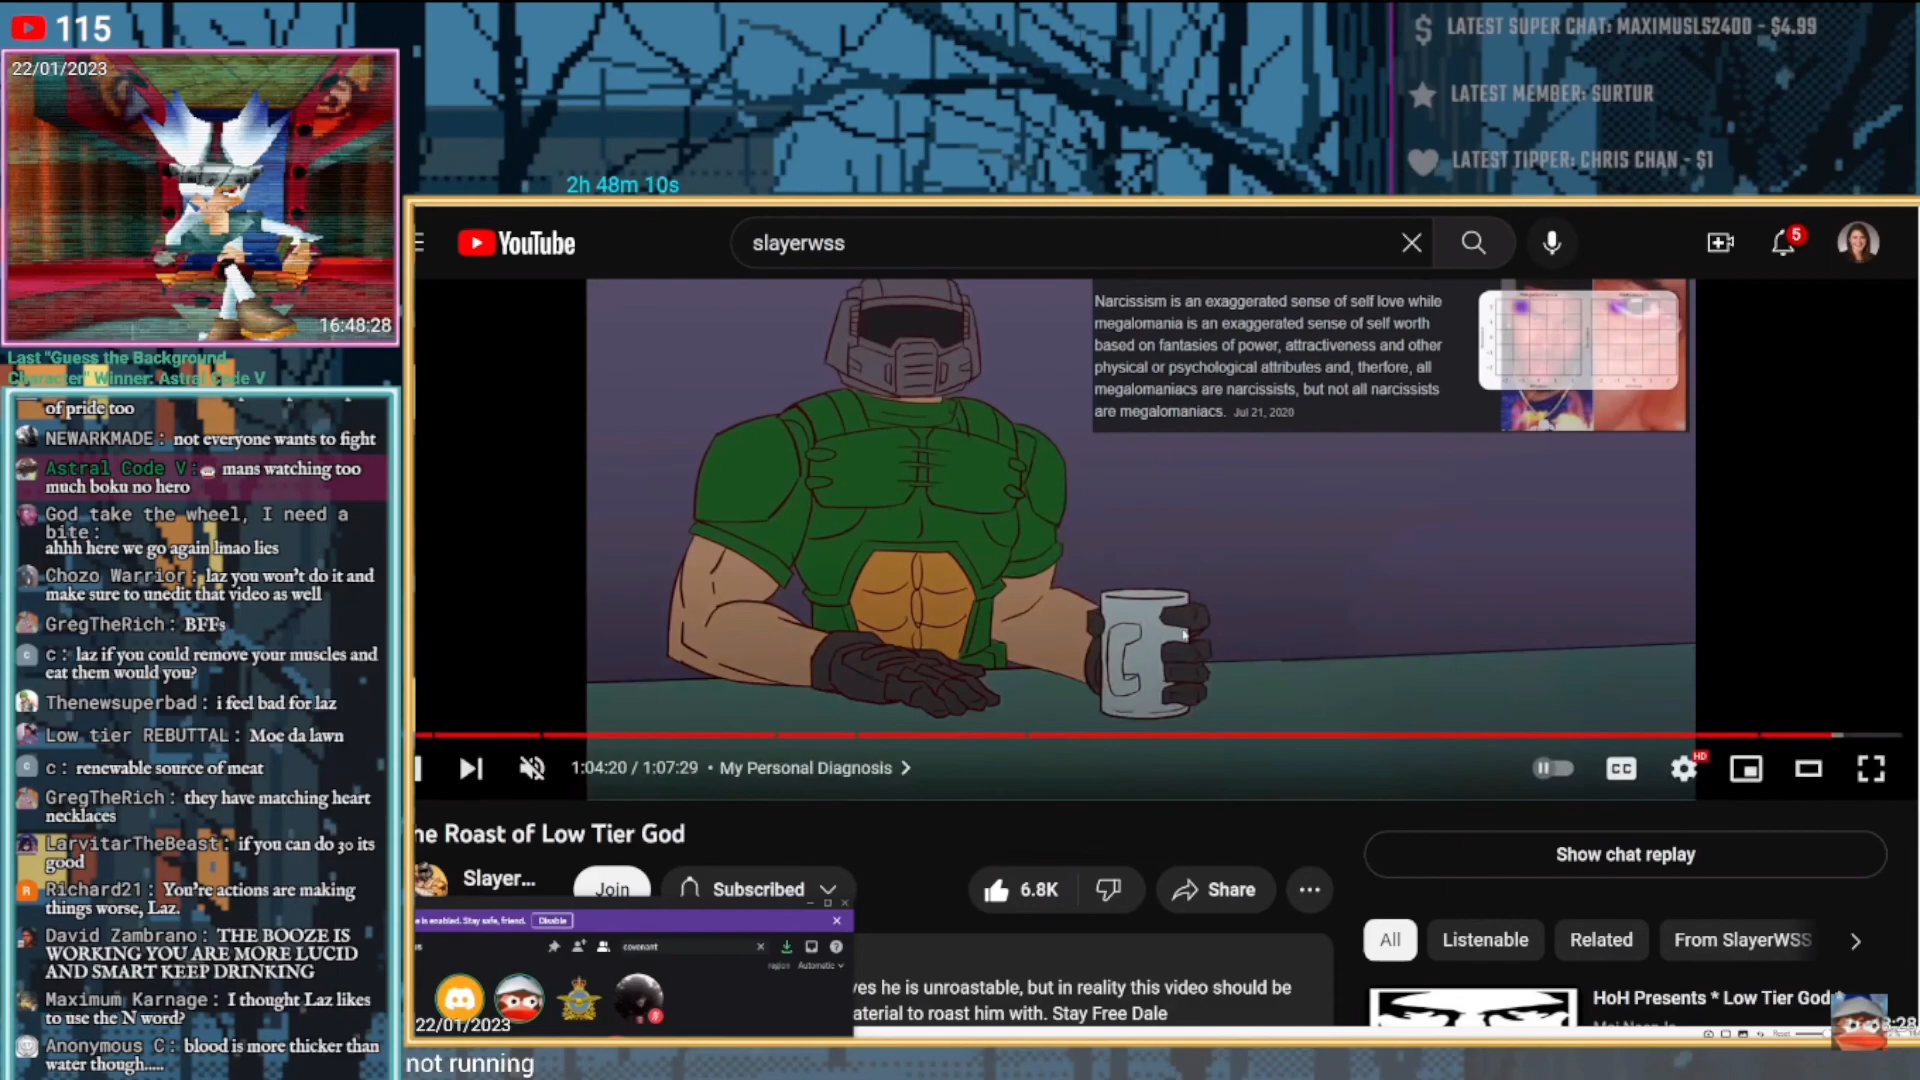 115
22/01/2023
16:48:28
Last "Guess the Background
Character" Winner: Astral Code V
of pride too
NEWARKMADE: not everyone wants to fight
Astral Code V: mans watching too
much boku no hero
God take the wheel, I need a
bite:
ahhh here we go again lmao lies
Chozo Warrior: laz you won't do it and
make sure to unedit that video as well
GregTheRich: BFFs
c: laz if you could remove your muscles and
eat them would you?
Thenewsuperbad: i feel bad for laz
Low tier REBUTTAL: Moe da lawn
c: renewable source of meat
GregTheRich: they have matching heart
necklaces
LarvitarTheBeast: if you can do 30 its
good
Richard21: You're actions are making
things worse, Laz.
David Zambrano: THE BOOZE IS
WORKING YOU ARE MORE LUCID
AND SMART KEEP DRINKING
Maximum Karnage: I thought Laz likes
to use the N word?
Anonymous C: blood is more thicker than
water though.....
2h 48m 10s
LATEST SUPER CHAT: MAXIMUSLS2400 - $4.99
LATEST MEMBER: SURTUR
LATEST TIPPER: CHRIS CHAN - $1
YouTube
slayerwss
5
Narcissism is an exaggerated sense of self love while
megalomania is an exaggerated sense of self worth
based on fantasies of power, attractiveness and other
physical or psychological attributes and, therfore, all
megalomaniacs are narcissists, but not all narcissists
are megalomaniacs. Jul 21, 2020
1:04:20 / 1:07:29 • My Personal Diagnosis
CC
HD
he Roast of Low Tier God
Slayer...
Join
Subscribed
6.8K
Share
Show chat replay
All
Listenable
Related
From SlayerWSS
e is enabled. Stay safe, friend. Disable
covenant
region Automatic
22/01/2023
ves he is unroastable, but in reality this video should be
aterial to roast him with. Stay Free Dale
HoH Presents * Low Tier God *
not running